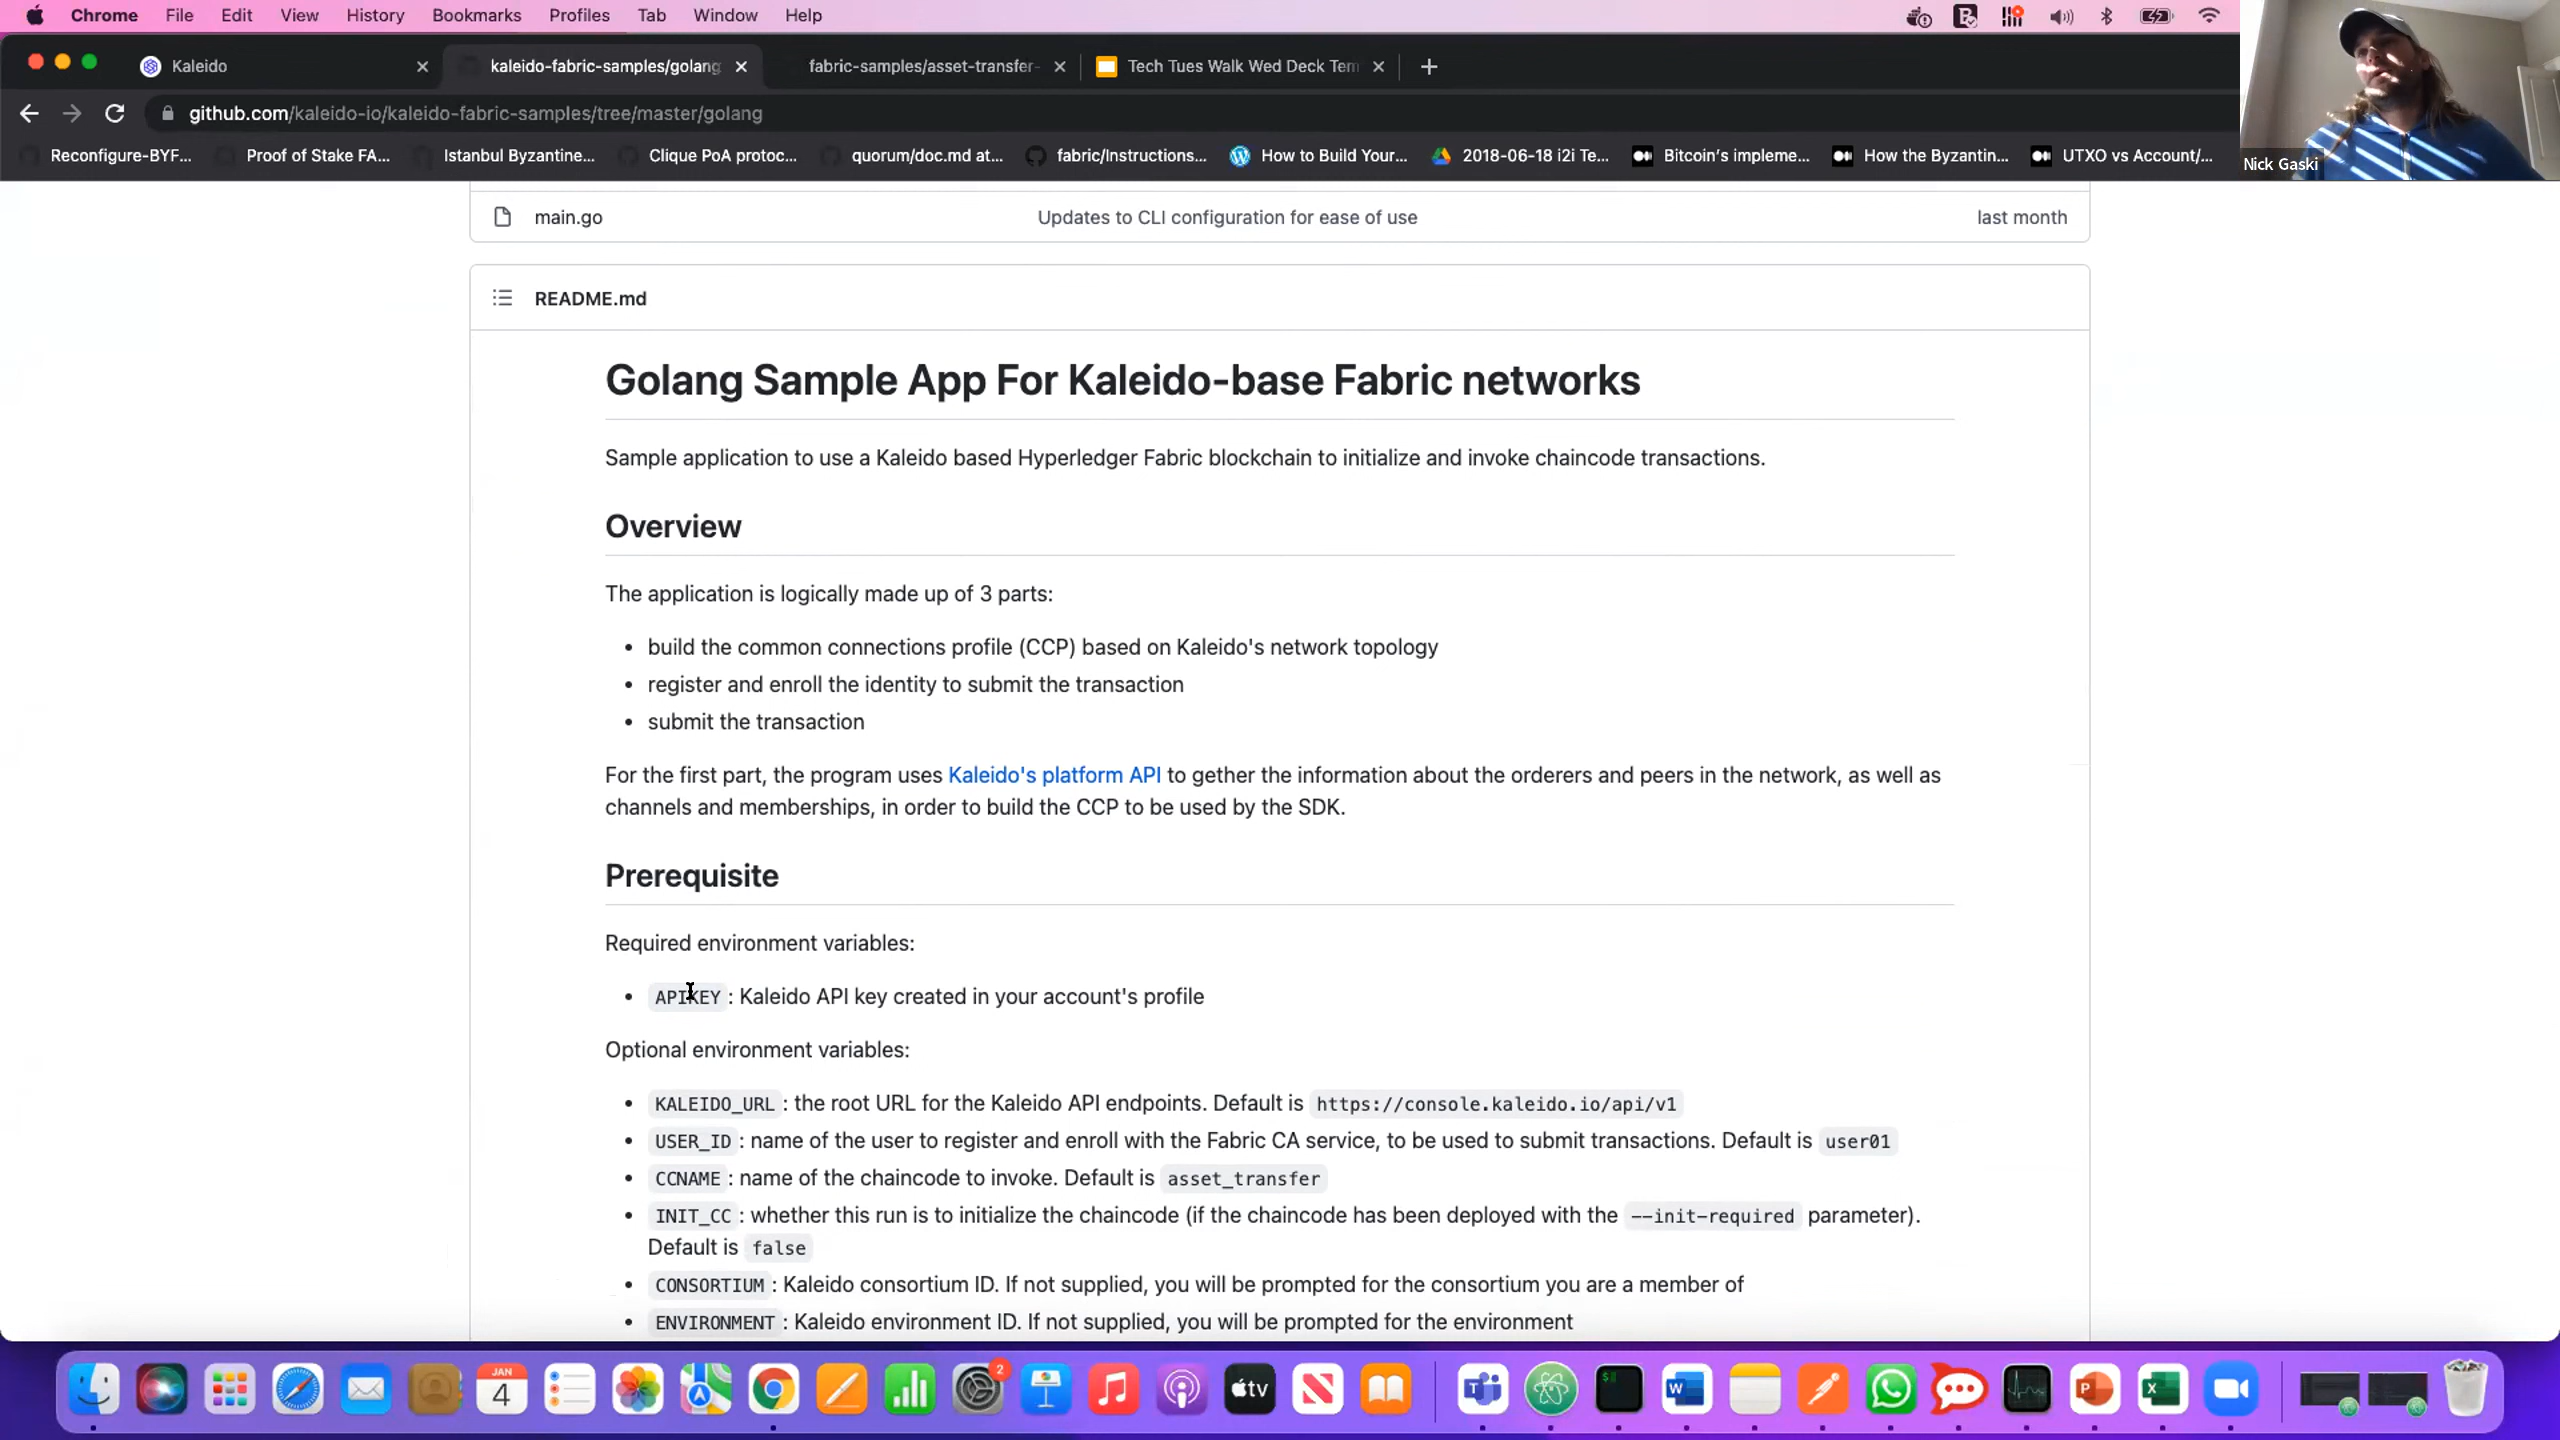 Chrome File Edit View History Bookmarks Profiles Tab Window Help
Kaleido
kaleido-fabric-samples/golang
fabric-samples/asset-transfer-
Tech Tues Walk Wed Deck Tem
github.com/kaleido-io/kaleido-fabric-samples/tree/master/golang
Reconfigure-BYF... Proof of Stake FA... Istanbul Byzantine... Clique PoA protoc... quorum/doc.md at... fabric/Instructions... How to Build Your... 2018-06-18 i2i Te... Bitcoin's impleme... How the Byzantin... UTXO vs Account/...
Nick Gaski
main.go Updates to CLI configuration for ease of use last month
README.md
Golang Sample App For Kaleido-base Fabric networks
Sample application to use a Kaleido based Hyperledger Fabric blockchain to initialize and invoke chaincode transactions.
Overview
The application is logically made up of 3 parts:
• build the common connections profile (CCP) based on Kaleido's network topology
• register and enroll the identity to submit the transaction
• submit the transaction
For the first part, the program uses Kaleido's platform API to gether the information about the orderers and peers in the network, as well as
channels and memberships, in order to build the CCP to be used by the SDK.
Prerequisite
Required environment variables:
• APIKEY : Kaleido API key created in your account's profile
Optional environment variables:
• KALEIDO_URL : the root URL for the Kaleido API endpoints. Default is https://console.kaleido.io/api/v1
• USER_ID : name of the user to register and enroll with the Fabric CA service, to be used to submit transactions. Default is user01
• CCNAME : name of the chaincode to invoke. Default is asset_transfer
• INIT_CC : whether this run is to initialize the chaincode (if the chaincode has been deployed with the --init-required parameter).
Default is false
• CONSORTIUM : Kaleido consortium ID. If not supplied, you will be prompted for the consortium you are a member of
• ENVIRONMENT : Kaleido environment ID. If not supplied, you will be prompted for the environment
JAN
4
2
tv
$
W
P
X